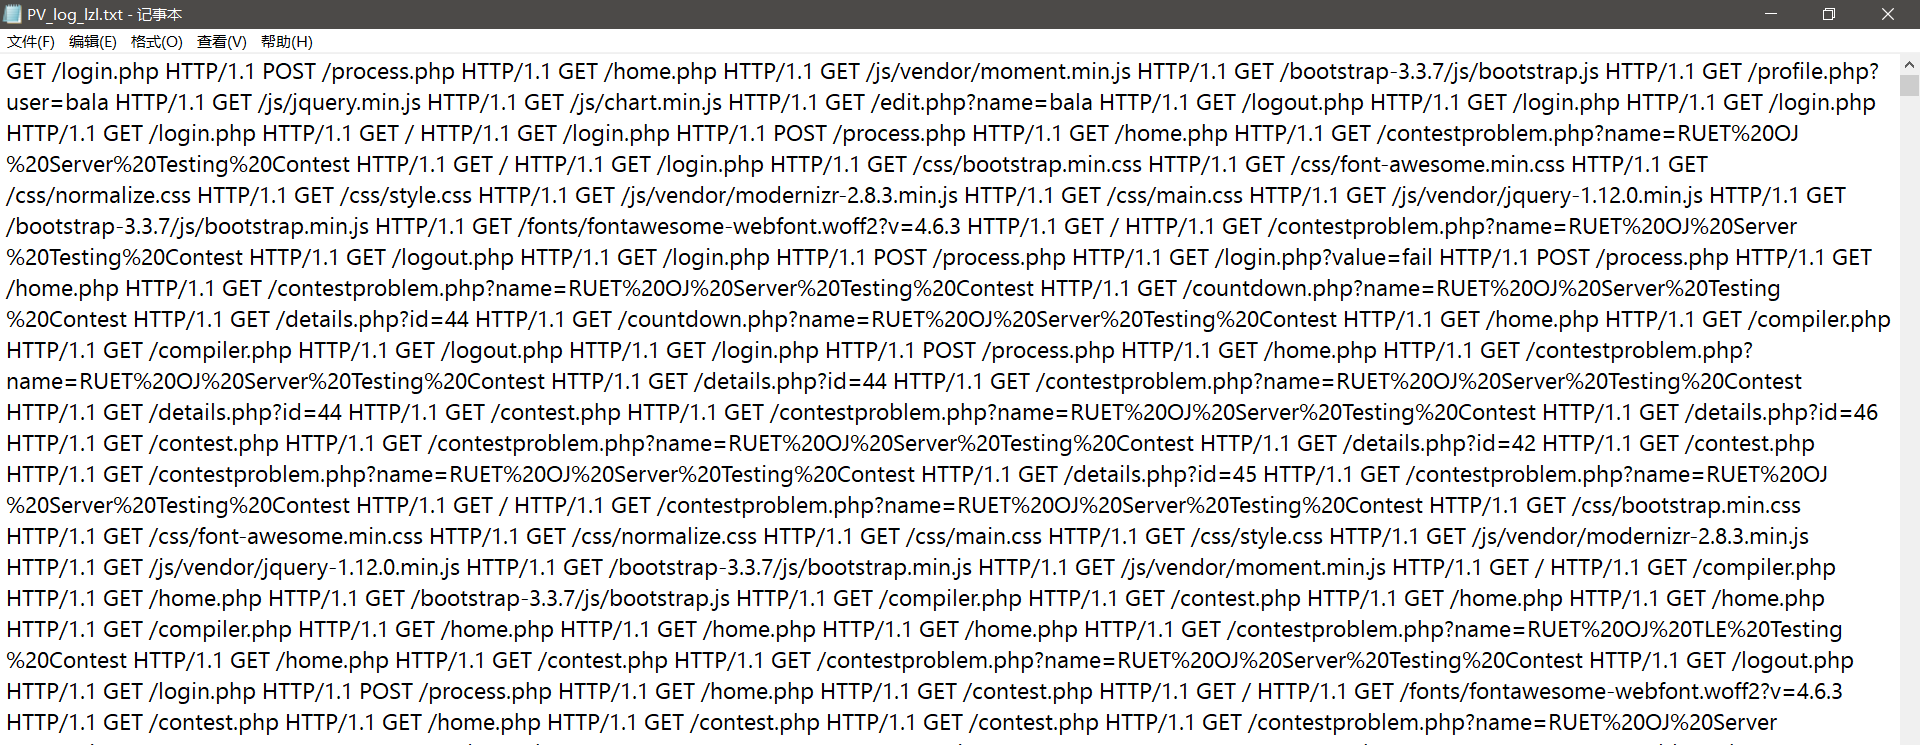 PV_log_lzl.txt - 记事本
文件(F) 编辑(E) 格式(O) 查看(V) 帮助(H)
GET /login.php HTTP/1.1 POST /process.php HTTP/1.1 GET /home.php HTTP/1.1 GET /js/vendor/moment.min.js HTTP/1.1 GET /bootstrap-3.3.7/js/bootstrap.js HTTP/1.1 GET /profile.php?
user=bala HTTP/1.1 GET /js/jquery.min.js HTTP/1.1 GET /js/chart.min.js HTTP/1.1 GET /edit.php?name=bala HTTP/1.1 GET /logout.php HTTP/1.1 GET /login.php HTTP/1.1 GET /login.php
HTTP/1.1 GET /login.php HTTP/1.1 GET / HTTP/1.1 GET /login.php HTTP/1.1 POST /process.php HTTP/1.1 GET /home.php HTTP/1.1 GET /contestproblem.php?name=RUET%20OJ
%20Server%20Testing%20Contest HTTP/1.1 GET / HTTP/1.1 GET /login.php HTTP/1.1 GET /css/bootstrap.min.css HTTP/1.1 GET /css/font-awesome.min.css HTTP/1.1 GET
/css/normalize.css HTTP/1.1 GET /css/style.css HTTP/1.1 GET /js/vendor/modernizr-2.8.3.min.js HTTP/1.1 GET /css/main.css HTTP/1.1 GET /js/vendor/jquery-1.12.0.min.js HTTP/1.1 GET
/bootstrap-3.3.7/js/bootstrap.min.js HTTP/1.1 GET /fonts/fontawesome-webfont.woff2?v=4.6.3 HTTP/1.1 GET / HTTP/1.1 GET /contestproblem.php?name=RUET%20OJ%20Server
%20Testing%20Contest HTTP/1.1 GET /logout.php HTTP/1.1 GET /login.php HTTP/1.1 POST /process.php HTTP/1.1 GET /login.php?value=fail HTTP/1.1 POST /process.php HTTP/1.1 GET
/home.php HTTP/1.1 GET /contestproblem.php?name=RUET%20OJ%20Server%20Testing%20Contest HTTP/1.1 GET /countdown.php?name=RUET%20OJ%20Server%20Testing
%20Contest HTTP/1.1 GET /details.php?id=44 HTTP/1.1 GET /countdown.php?name=RUET%20OJ%20Server%20Testing%20Contest HTTP/1.1 GET /home.php HTTP/1.1 GET /compiler.php
HTTP/1.1 GET /compiler.php HTTP/1.1 GET /logout.php HTTP/1.1 GET /login.php HTTP/1.1 POST /process.php HTTP/1.1 GET /home.php HTTP/1.1 GET /contestproblem.php?
name=RUET%20OJ%20Server%20Testing%20Contest HTTP/1.1 GET /details.php?id=44 HTTP/1.1 GET /contestproblem.php?name=RUET%20OJ%20Server%20Testing%20Contest
HTTP/1.1 GET /details.php?id=44 HTTP/1.1 GET /contest.php HTTP/1.1 GET /contestproblem.php?name=RUET%20OJ%20Server%20Testing%20Contest HTTP/1.1 GET /details.php?id=46
HTTP/1.1 GET /contest.php HTTP/1.1 GET /contestproblem.php?name=RUET%20OJ%20Server%20Testing%20Contest HTTP/1.1 GET /details.php?id=42 HTTP/1.1 GET /contest.php
HTTP/1.1 GET /contestproblem.php?name=RUET%20OJ%20Server%20Testing%20Contest HTTP/1.1 GET /details.php?id=45 HTTP/1.1 GET /contestproblem.php?name=RUET%20OJ
%20Server%20Testing%20Contest HTTP/1.1 GET / HTTP/1.1 GET /contestproblem.php?name=RUET%20OJ%20Server%20Testing%20Contest HTTP/1.1 GET /css/bootstrap.min.css
HTTP/1.1 GET /css/font-awesome.min.css HTTP/1.1 GET /css/normalize.css HTTP/1.1 GET /css/main.css HTTP/1.1 GET /css/style.css HTTP/1.1 GET /js/vendor/modernizr-2.8.3.min.js
HTTP/1.1 GET /js/vendor/jquery-1.12.0.min.js HTTP/1.1 GET /bootstrap-3.3.7/js/bootstrap.min.js HTTP/1.1 GET /js/vendor/moment.min.js HTTP/1.1 GET / HTTP/1.1 GET /compiler.php
HTTP/1.1 GET /home.php HTTP/1.1 GET /bootstrap-3.3.7/js/bootstrap.js HTTP/1.1 GET /compiler.php HTTP/1.1 GET /contest.php HTTP/1.1 GET /home.php HTTP/1.1 GET /home.php
HTTP/1.1 GET /compiler.php HTTP/1.1 GET /home.php HTTP/1.1 GET /home.php HTTP/1.1 GET /home.php HTTP/1.1 GET /contestproblem.php?name=RUET%20OJ%20TLE%20Testing
%20Contest HTTP/1.1 GET /home.php HTTP/1.1 GET /contest.php HTTP/1.1 GET /contestproblem.php?name=RUET%20OJ%20Server%20Testing%20Contest HTTP/1.1 GET /logout.php
HTTP/1.1 GET /login.php HTTP/1.1 POST /process.php HTTP/1.1 GET /home.php HTTP/1.1 GET /contest.php HTTP/1.1 GET / HTTP/1.1 GET /fonts/fontawesome-webfont.woff2?v=4.6.3
HTTP/1.1 GET /contest.php HTTP/1.1 GET /home.php HTTP/1.1 GET /contest.php HTTP/1.1 GET /contest.php HTTP/1.1 GET /contestproblem.php?name=RUET%20OJ%20Server